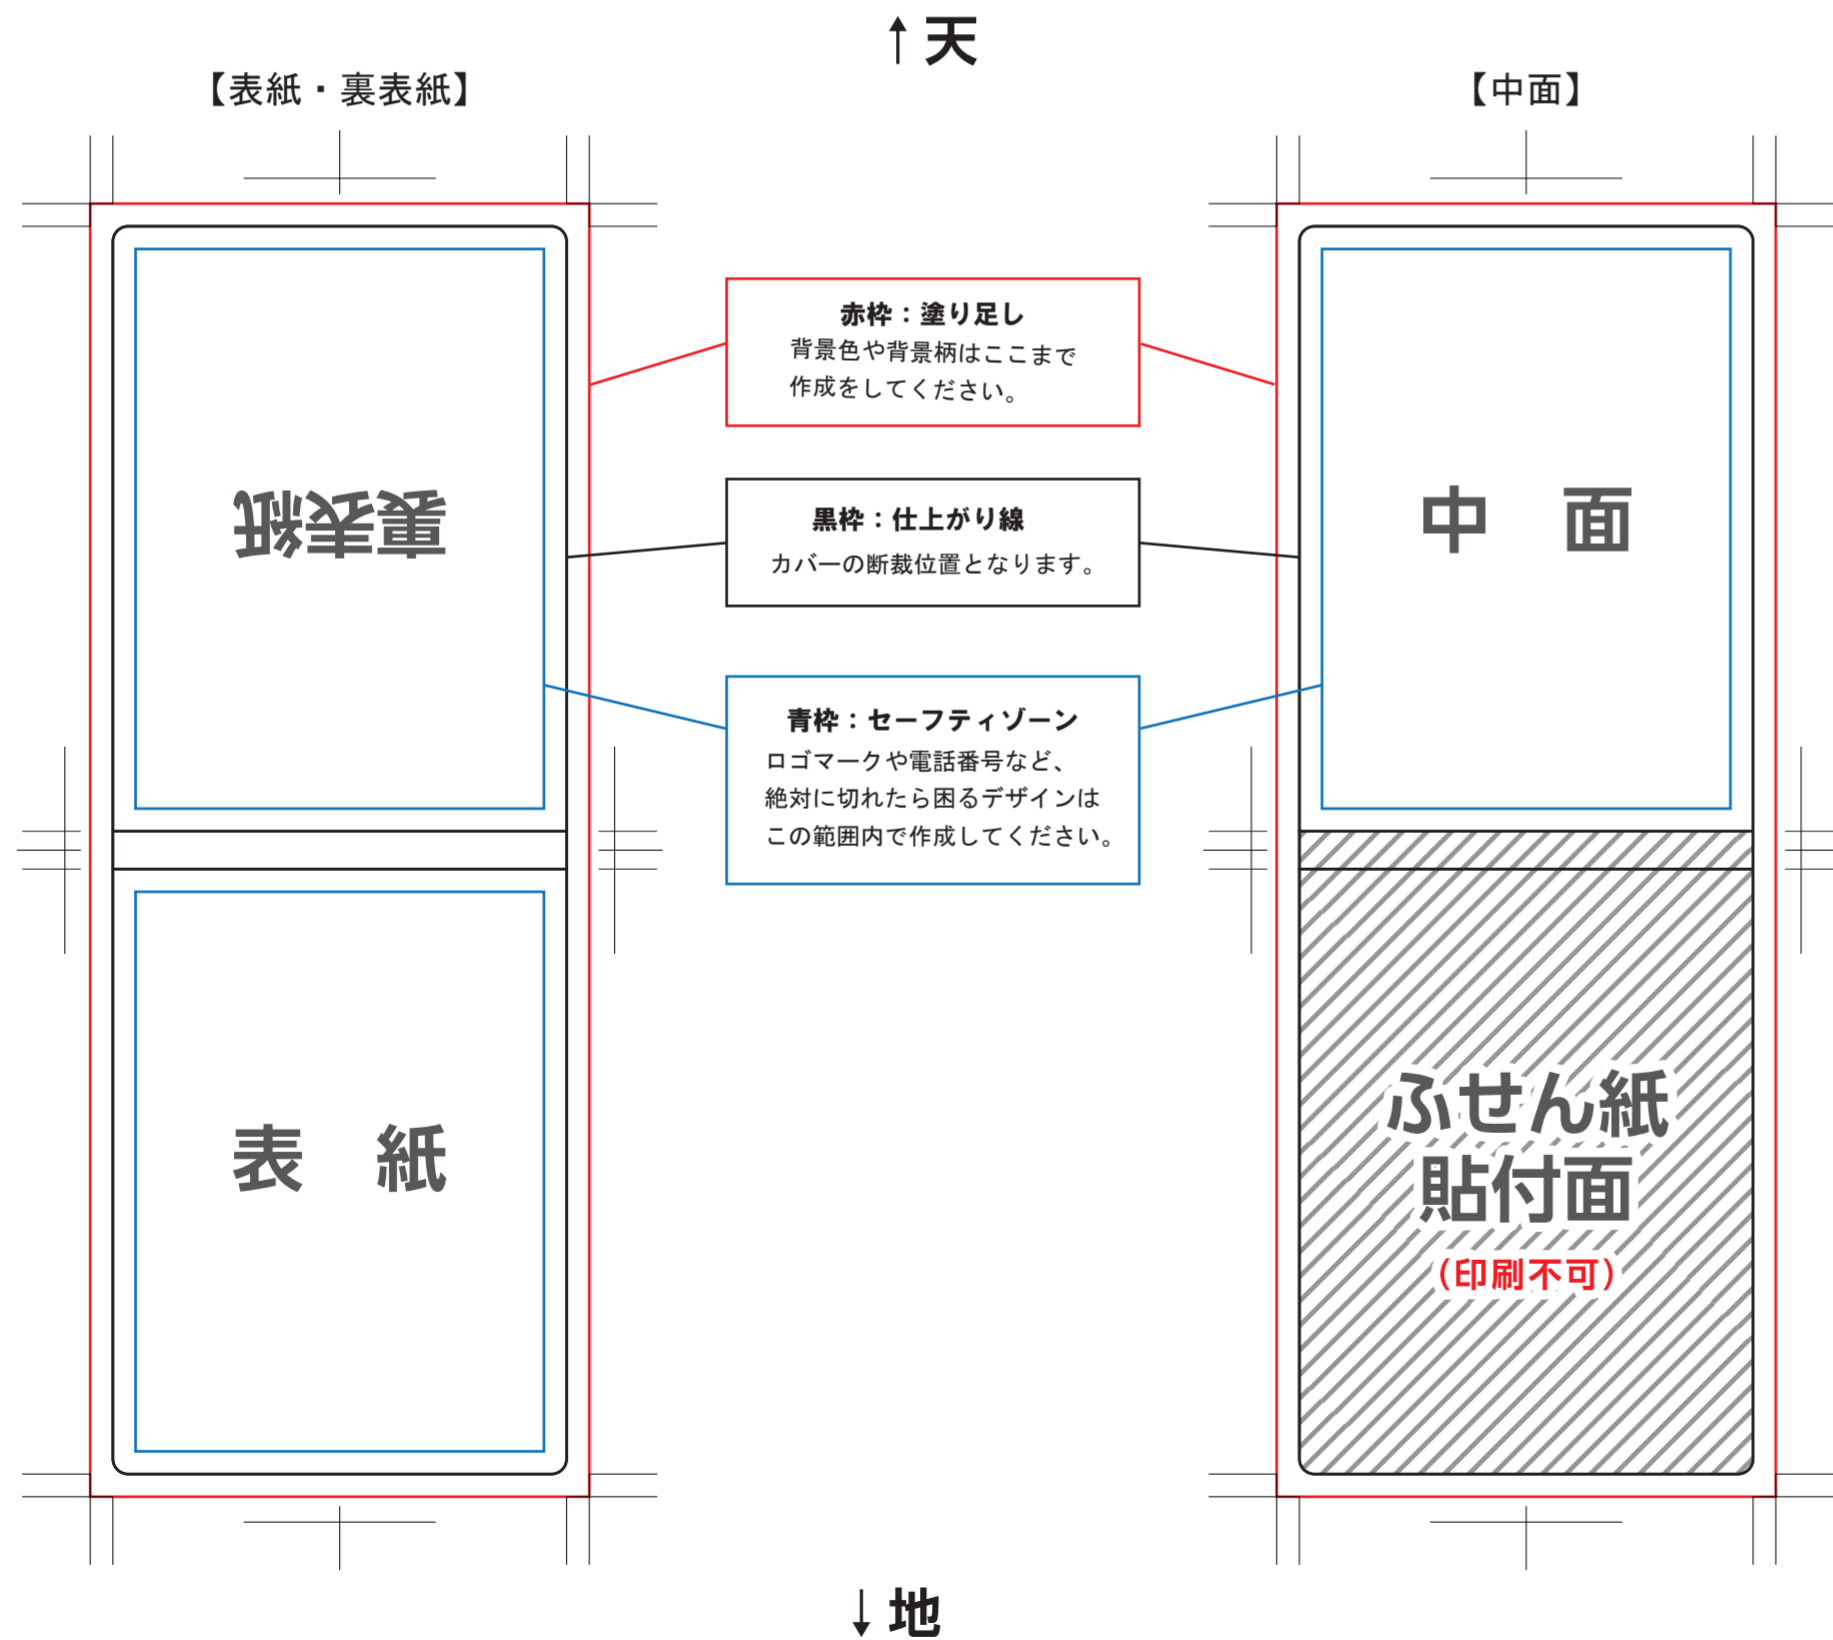 ↑天
【表紙・裏表紙】
【中面】
赤枠：塗り足し
背景色や背景柄はここまで
作成をしてください。
黒枠：仕上がり線
カバーの断裁位置となります。
青枠：セーフティゾーン
ロゴマークや電話番号など、
絶対に切れたら困るデザインは
この範囲内で作成してください。
裏表紙
表　紙
中　面
ふせん紙
貼付面
（印刷不可）
↓地